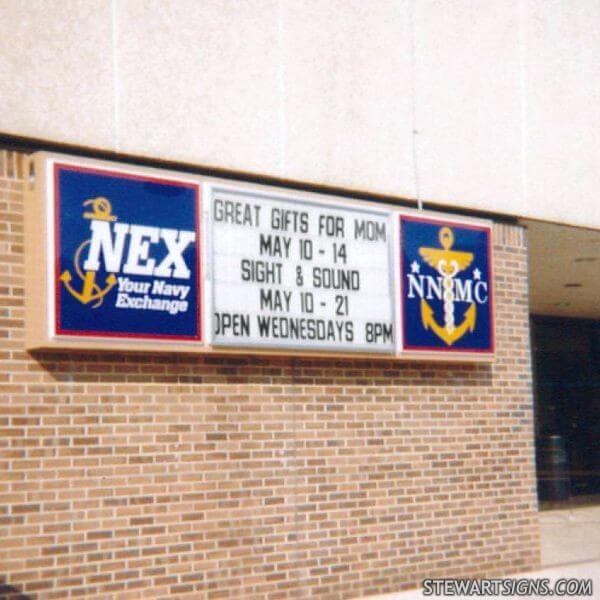 NEX
Your Navy
Exchange
GREAT GIFTS FOR MOM
MAY 10 - 14
SIGHT & SOUND
MAY 10 - 21
OPEN WEDNESDAYS 8PM
NNMC
STEWARTSIGNS.COM